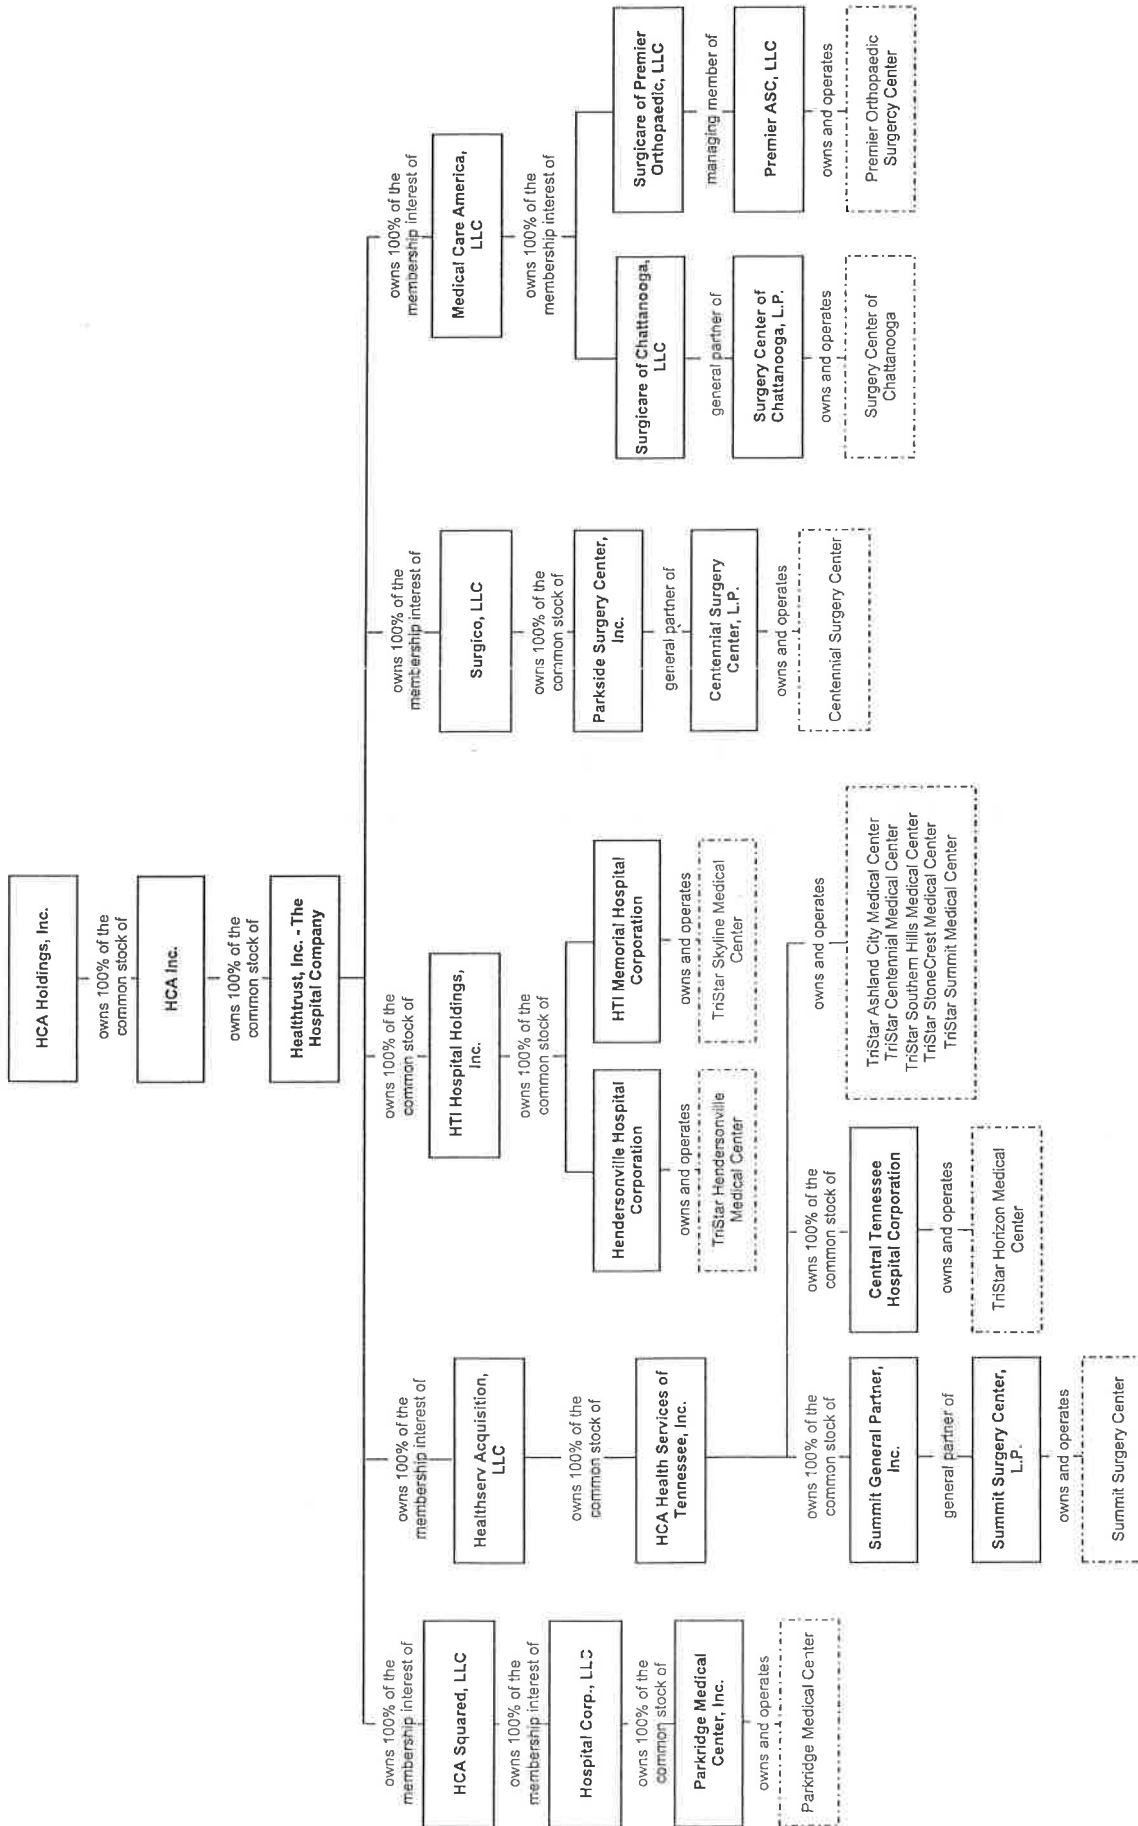 HCA Holdings, Inc.
owns 100% of the
common stock of
HCA Inc.
owns 100% of the
common stock of
Healthtrust, Inc. - The
Hospital Company
owns 100% of the
membership interest of
HCA Squared, LLC
owns 100% of the
membership interest of
Hospital Corp., LLC
owns 100% of the
common stock of
Parkridge Medical
Center, Inc.
owns and operates
Parkridge Medical Center
owns 100% of the
membership interest of
Healthserv Acquisition,
LLC
owns 100% of the
common stock of
HCA Health Services of
Tennessee, Inc.
owns 100% of the
common stock of
Summit General Partner,
Inc.
general partner of
Summit Surgery Center,
L.P.
owns and operates
Summit Surgery Center
owns 100% of the
common stock of
Central Tennessee
Hospital Corporation
owns and operates
TriStar Horizon Medical
Center
owns and operates
TriStar Ashland City Medical Center
TriStar Centennial Medical Center
TriStar Southern Hills Medical Center
TriStar StoneCrest Medical Center
TriStar Summit Medical Center
owns 100% of the
common stock of
HTI Hospital Holdings,
Inc.
owns 100% of the
common stock of
Hendersonville Hospital
Corporation
owns and operates
TriStar Hendersonville
Medical Center
HTI Memorial Hospital
Corporation
owns and operates
TriStar Skyline Medical
Center
owns 100% of the
membership interest of
Surgico, LLC
owns 100% of the
common stock of
Parkside Surgery Center,
Inc.
general partner of
Centennial Surgery
Center, L.P.
owns and operates
Centennial Surgery Center
owns 100% of the
membership interest of
Medical Care America,
LLC
owns 100% of the
membership interest of
Surgicare of Chattanooga,
LLC
general partner of
Surgery Center of
Chattanooga, L.P.
owns and operates
Surgery Center of
Chattanooga
Surgicare of Premier
Orthopaedic, LLC
managing member of
Premier ASC, LLC
owns and operates
Premier Orthopaedic
Surgercy Center